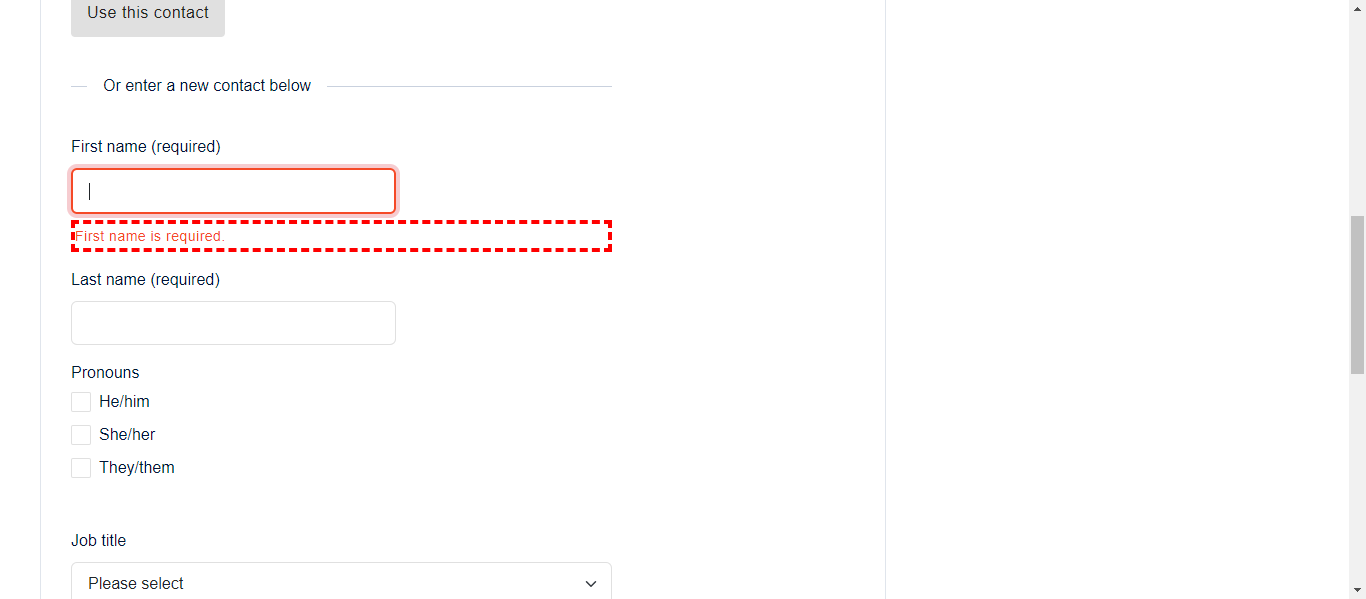 Use this contact
Or enter a new contact below
First name (required)
First name is required.
Last name (required)
Pronouns
He/him
She/her
They/them
Job title
Please select